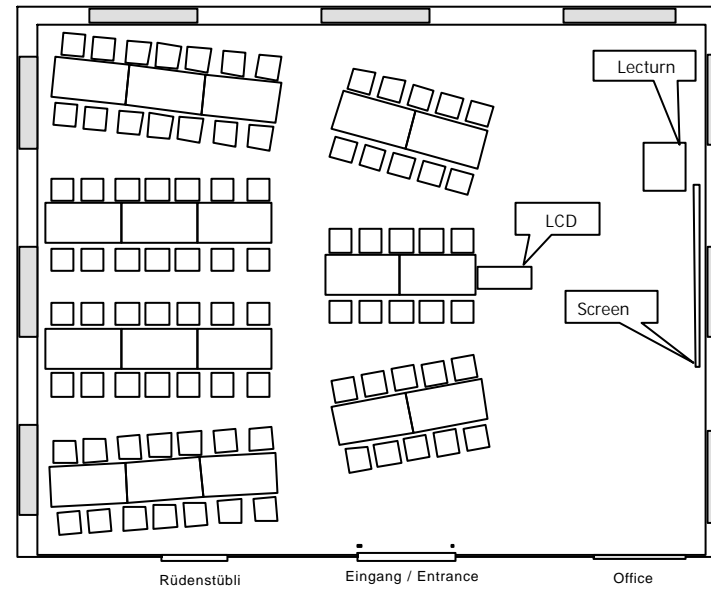 Lecturn
LCD
Screen
Rüdenstübli
Eingang / Entrance
Office